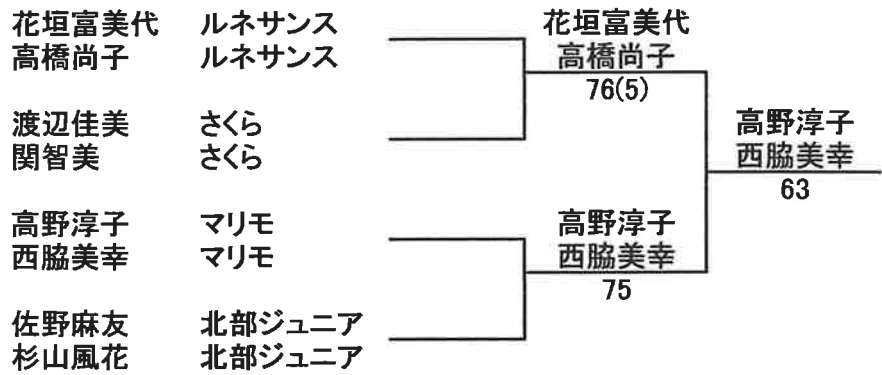 花垣富美代 ルネサンス
高橋尚子 ルネサンス
渡辺佳美 さくら
関智美 さくら
高野淳子 マリモ
西脇美幸 マリモ
佐野麻友 北部ジュニア
杉山風花 北部ジュニア
花垣富美代
高橋尚子
76(5)
高野淳子
西脇美幸
75
高野淳子
西脇美幸
63